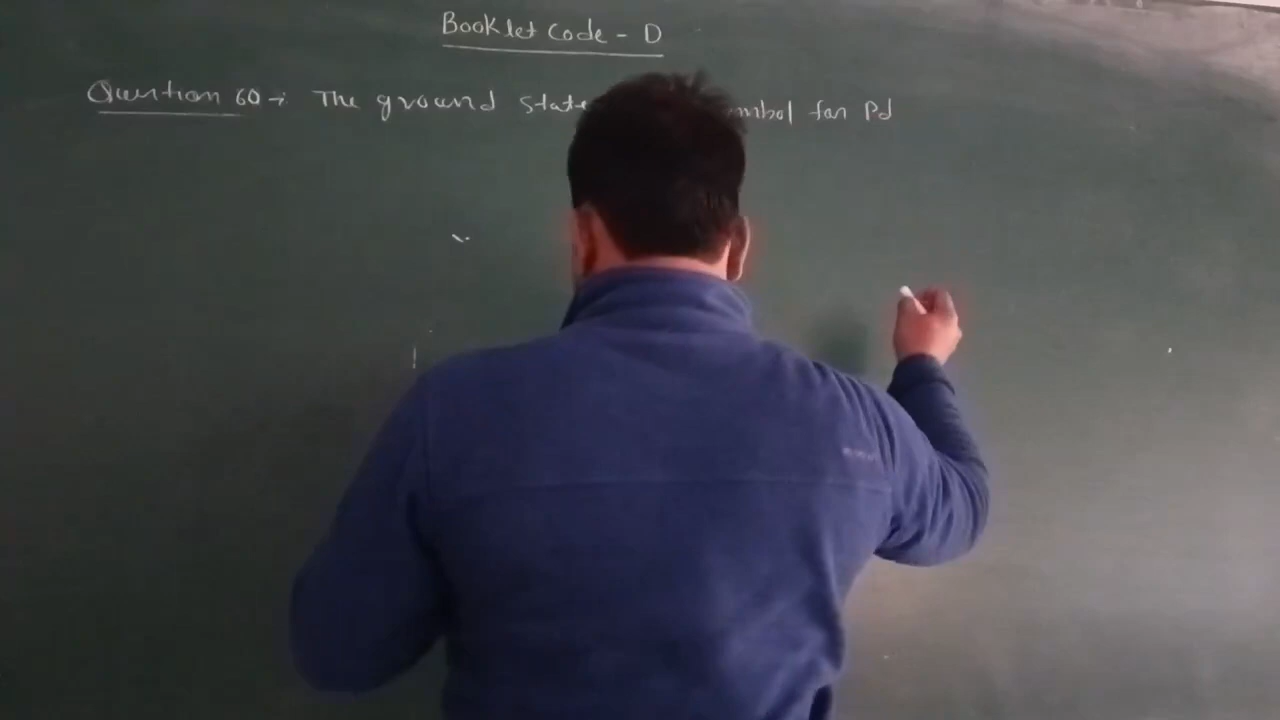 Booklet Code - D
Question 60 → The ground state mbol for Pd